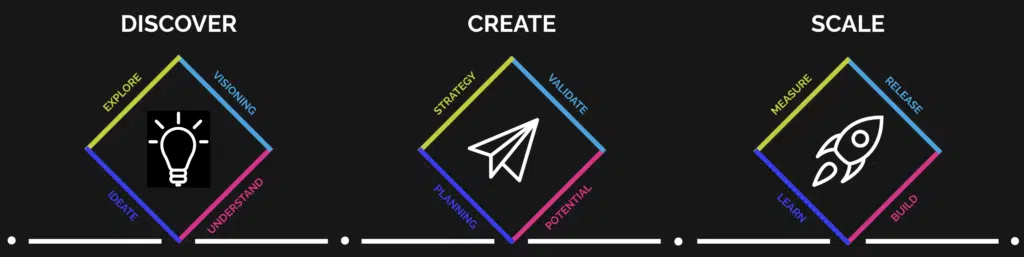 DISCOVER
EXPLORE
VISIONING
IDEATE
UNDERSTAND
CREATE
STRATEGY
VALIDATE
PLANNING
POTENTIAL
SCALE
MEASURE
RELEASE
LEARN
BUILD